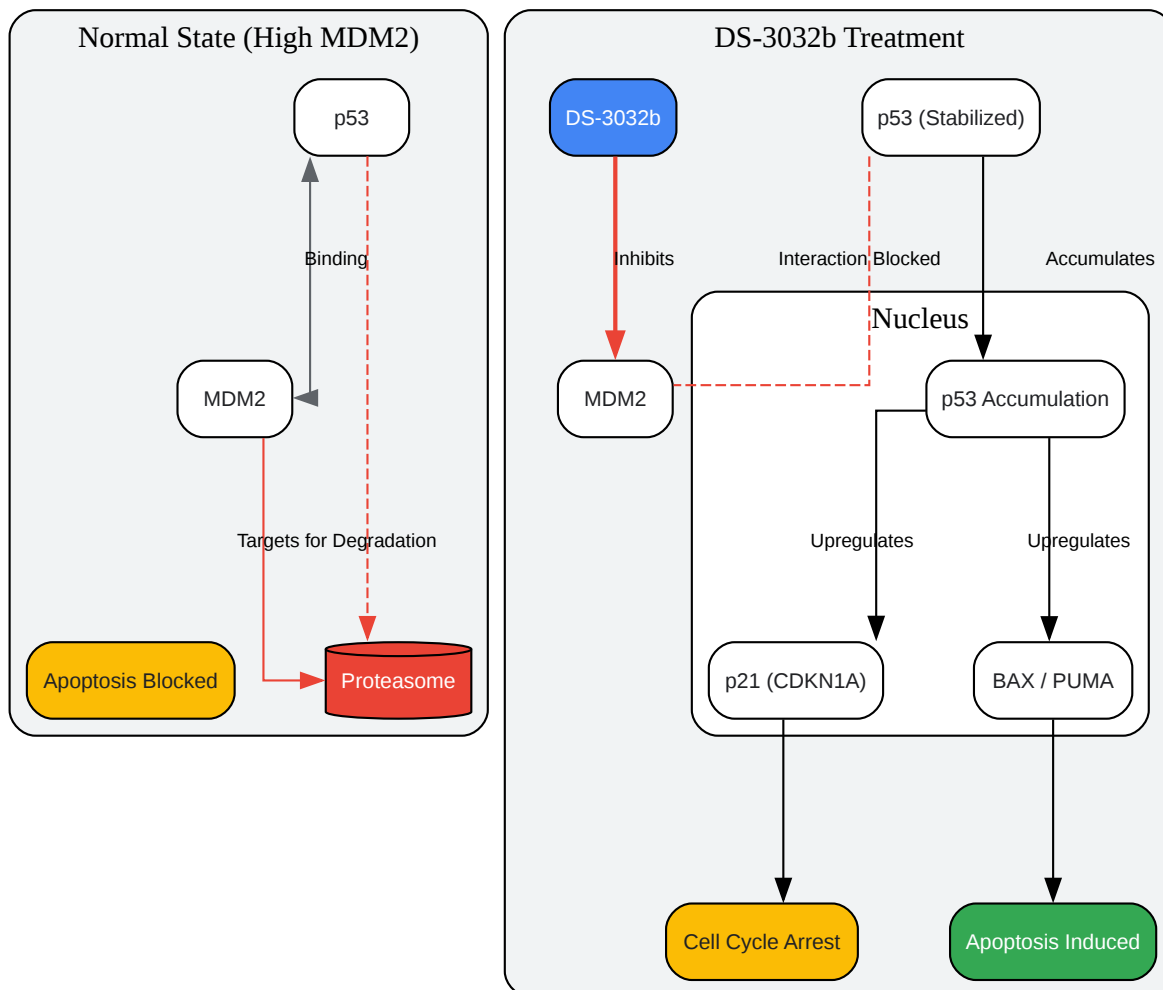 Normal State (High MDM2)
p53
Binding
MDM2
Targets for Degradation
Apoptosis Blocked
Proteasome
DS-3032b Treatment
DS-3032b
p53 (Stabilized)
Inhibits
Interaction Blocked
Accumulates
Nucleus
MDM2
p53 Accumulation
Upregulates
Upregulates
p21 (CDKN1A)
BAX / PUMA
Cell Cycle Arrest
Apoptosis Induced